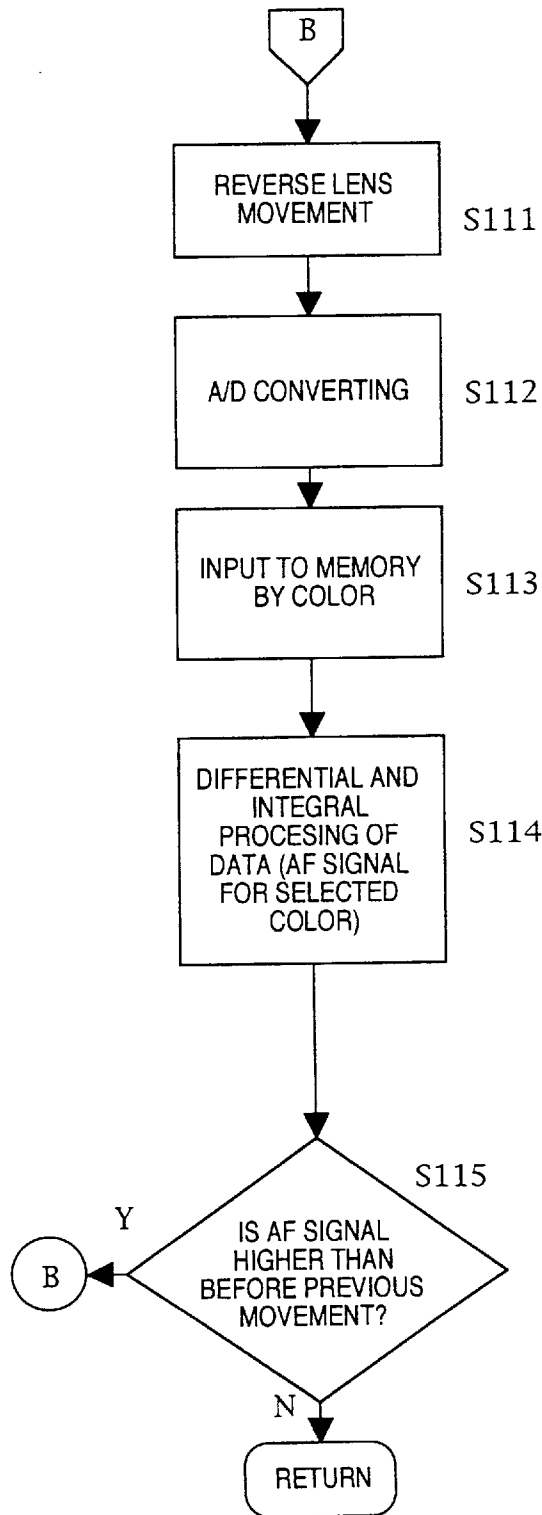 B
REVERSE LENS
MOVEMENT
S111
A/D CONVERTING
S112
INPUT TO MEMORY
BY COLOR
S113
DIFFERENTIAL AND
INTEGRAL
PROCESING OF
DATA (AF SIGNAL
FOR SELECTED
COLOR)
S114
S115
IS AF SIGNAL
HIGHER THAN
BEFORE PREVIOUS
MOVEMENT?
Y
B
N
RETURN